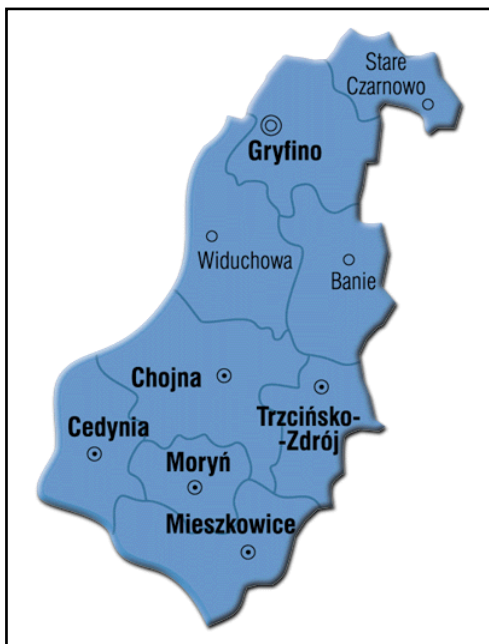 Stare
Czarnowo
Gryfino
Widuchowa
Banie
Chojna
Trzcińsko-
-Zdrój
Cedynia
Moryń
Mieszkowice